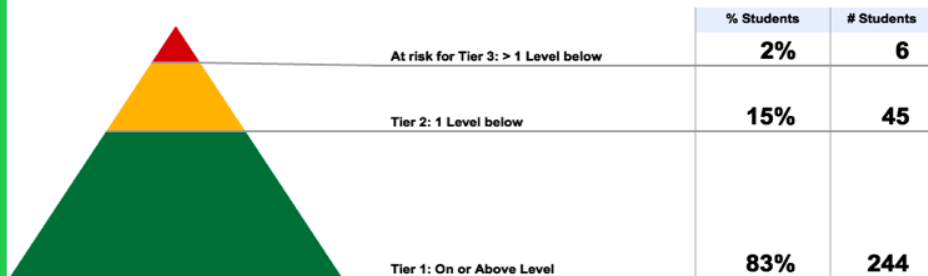 % Students # Students
At risk for Tier 3: > 1 Level below 2% 6
Tier 2: 1 Level below 15% 45
Tier 1: On or Above Level 83% 244